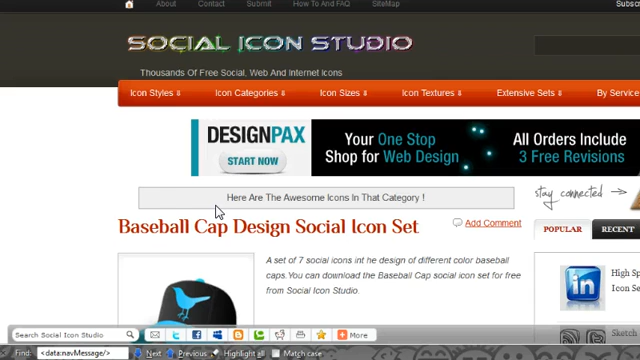 About Contact Submit How To and FAQ SiteMap Subsc
SOCIAL ICON STUDIO
Thousands Of Free Social, Web And Internet Icons
Icon Styles Icon Categories Icon Sizes Icon Textures Extensive Sets By Service
DESIGNPAX
START NOW
Your One Stop
Shop for Web Design
All Orders Include
3 Free Revisions
Here Are The Awesome Icons In That Category !
stay connected
Baseball Cap Design Social Icon Set
Add Comment
POPULAR RECENT
A set of 7 social icons int he design of different color baseball
caps.You can download the Baseball Cap social icon set for free
from Social Icon Studio.
in
High Sp
Icon Se
Sketch
Search Social Icon Studio
More
Find: <data:navMessage/> Next Previous Highlight all Match case